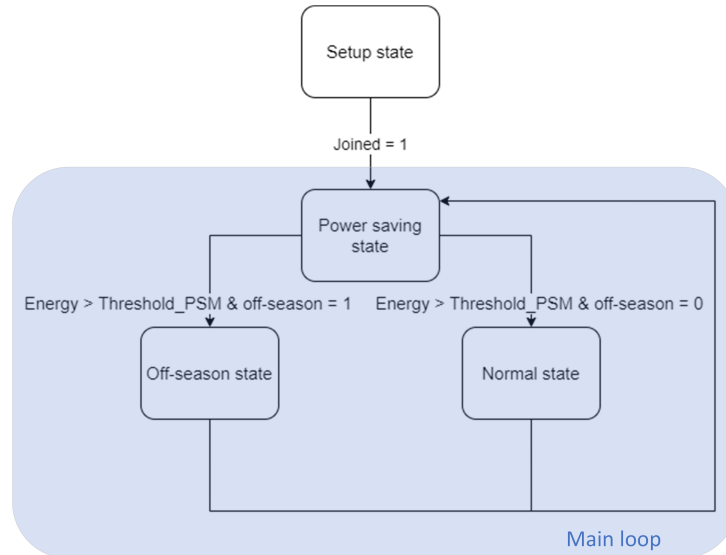 Setup state
Joined = 1
Power saving
state
Energy > Threshold_PSM & off-season = 1
Energy > Threshold_PSM & off-season = 0
Off-season state
Normal state
Main loop